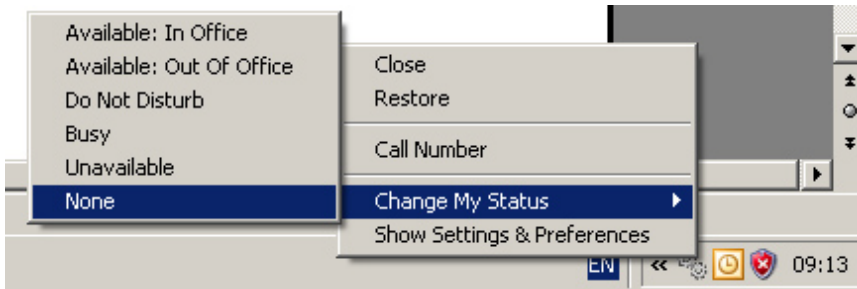 Available: In Office
Available: Out Of Office
Do Not Disturb
Busy
Unavailable
None
Close
Restore
Call Number
Change My Status
Show Settings & Preferences
EN
09:13